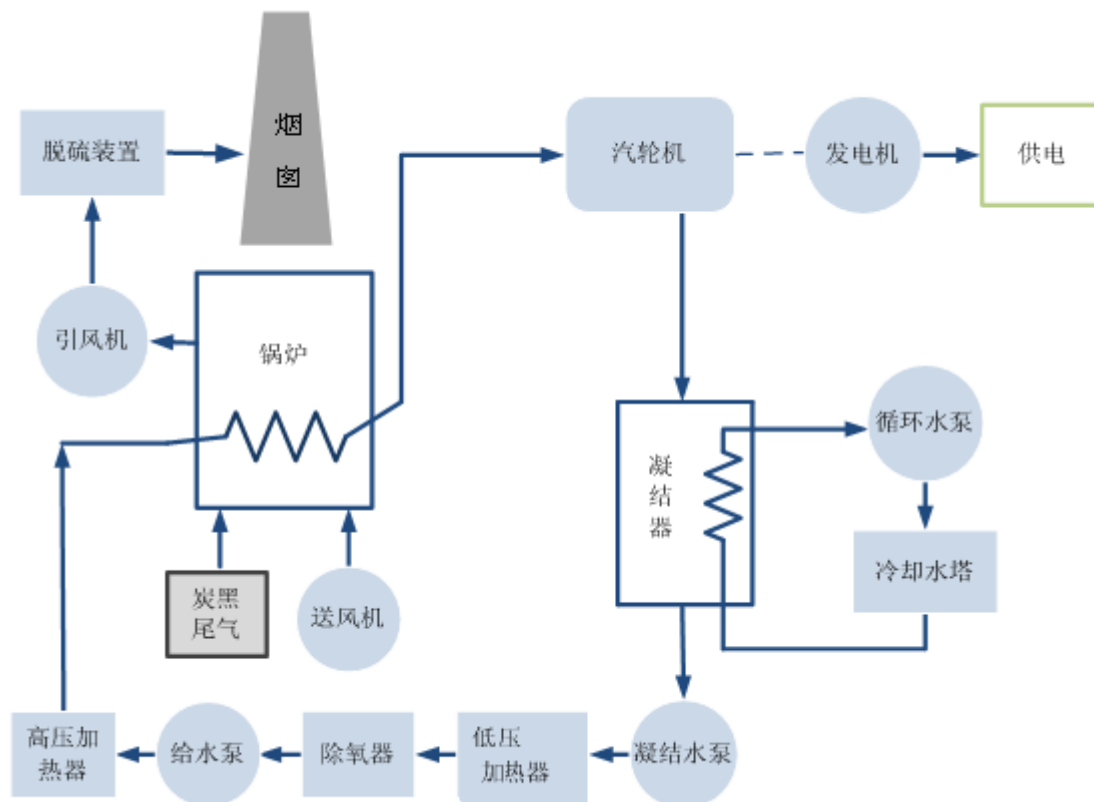 烟
囱
脱硫装置
汽轮机
发电机
供电
引风机
锅炉
循环水泵
凝
结
器
冷却水塔
炭黑
尾气
送风机
高压加
热器
给水泵
除氧器
低压
加热器
凝结水泵